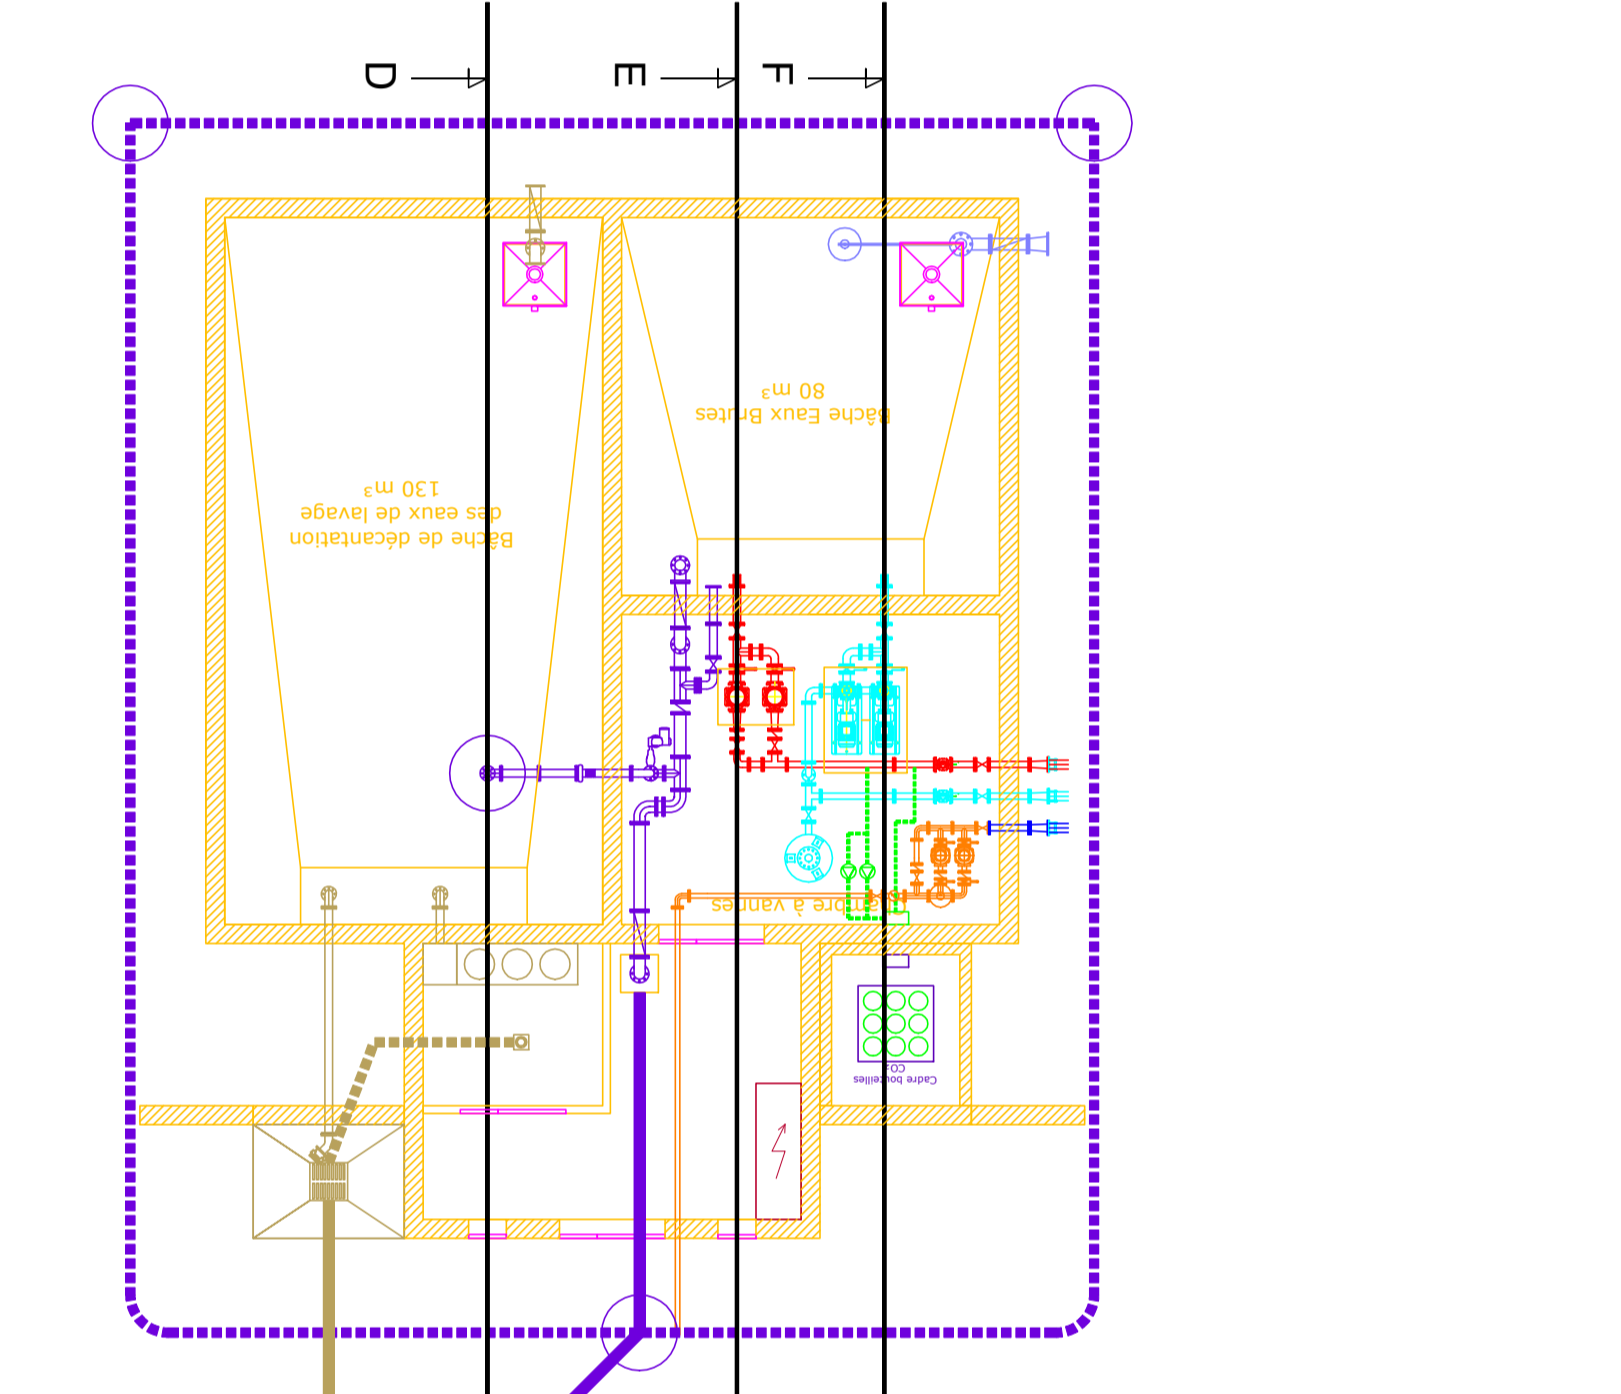 D
E
F
Bâche Eaux Brutes
80 m³
Bâche de décantation
des eaux de lavage
130 m³
Chambre à vannes
Cadre bouteilles
CO²